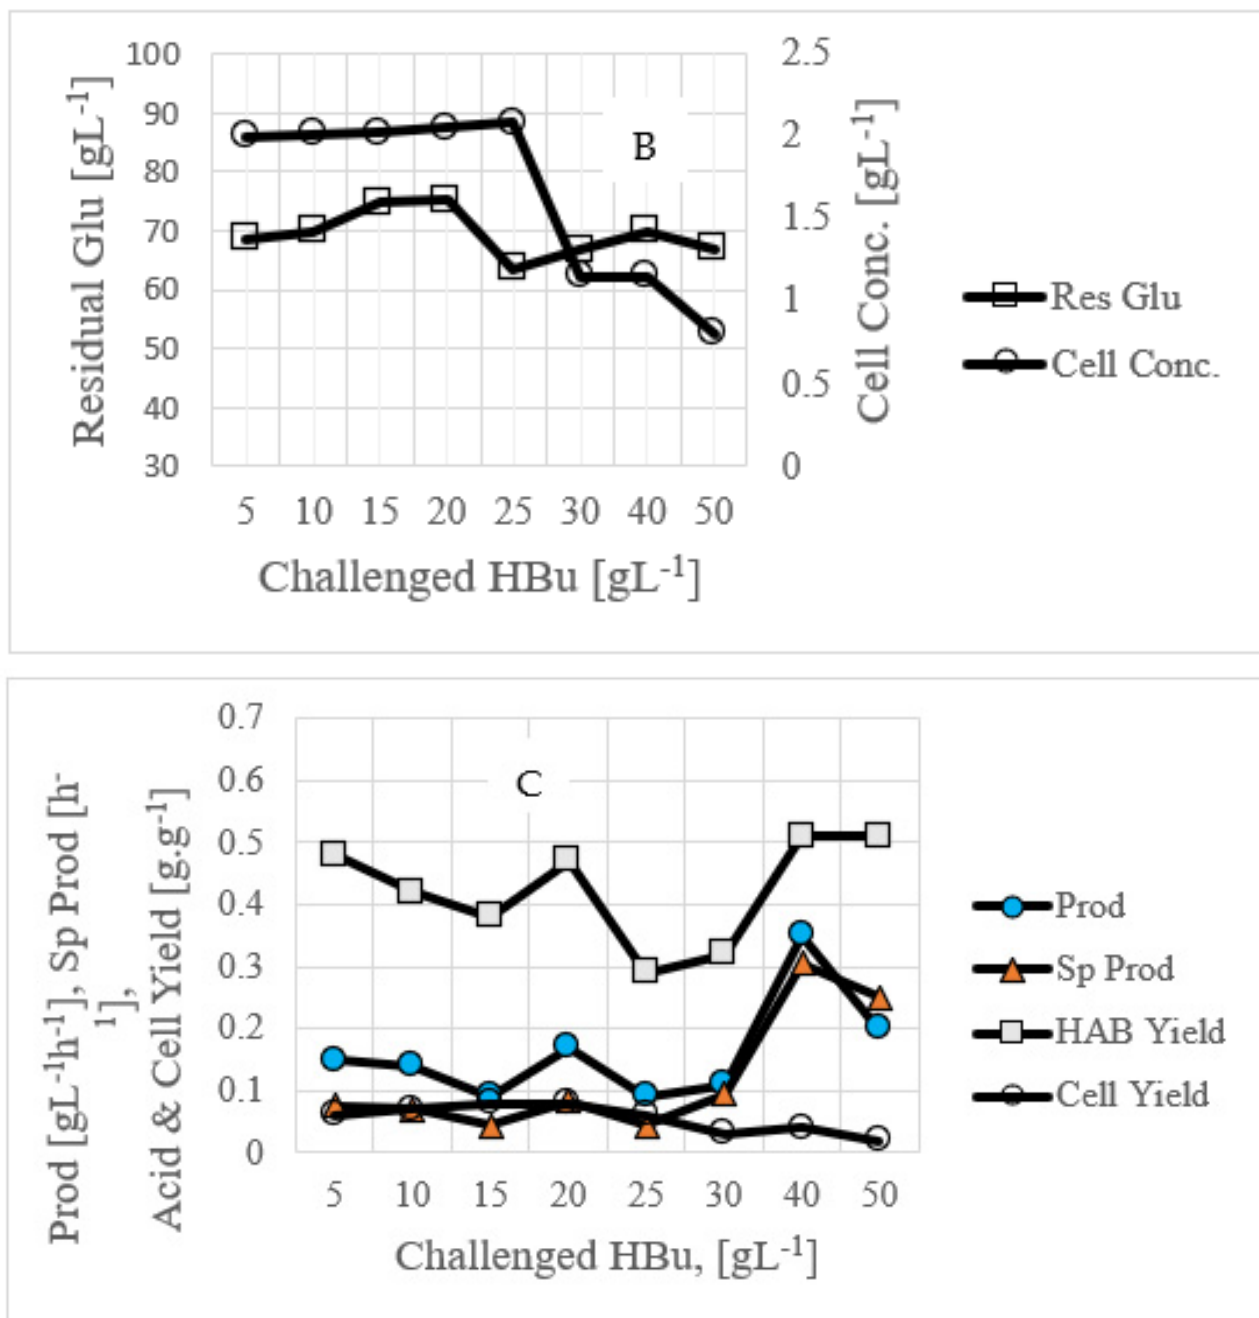 100
90
80
70
60
50
40
30
Residual Glu [gL⁻¹]
2.5
2
1.5
1
0.5
0
Cell Conc. [gL⁻¹]
B
5 10 15 20 25 30 40 50
Challenged HBu [gL⁻¹]
Res Glu
Cell Conc.
0.7
0.6
0.5
0.4
0.3
0.2
0.1
0
Prod [gL⁻¹h⁻¹], Sp Prod [h⁻
¹],
Acid & Cell Yield [g.g⁻¹]
C
5 10 15 20 25 30 40 50
Challenged HBu, [gL⁻¹]
Prod
Sp Prod
HAB Yield
Cell Yield